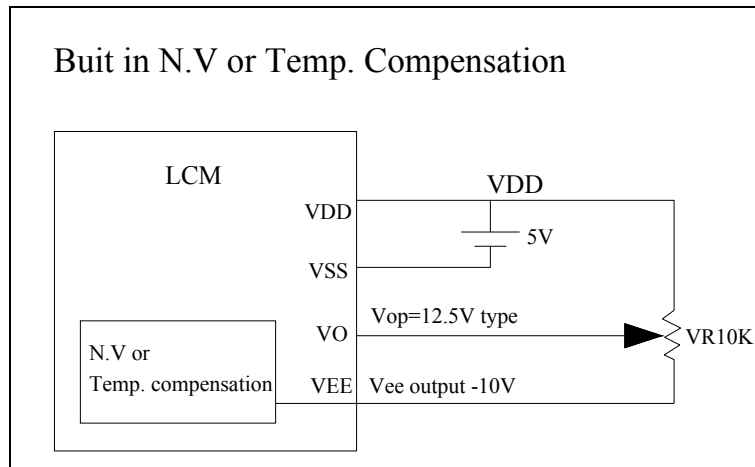 Buit in N.V or Temp. Compensation
LCM
VDD
VDD
5V
VSS
Vop=12.5V type
VO
VR10K
N.V or
Temp. compensation
VEE
Vee output -10V